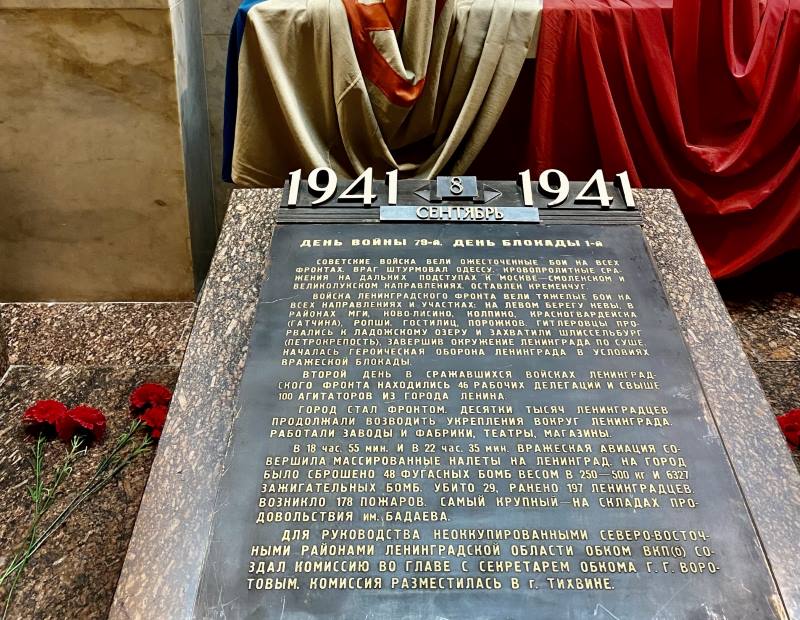 1941 8 1941
СЕНТЯБРЬ
ДЕНЬ ВОЙНЫ 79-й. ДЕНЬ БЛОКАДЫ 1-й
СОВЕТСКИЕ ВОЙСКА ВЕЛИ ОЖЕСТОЧЕННЫЕ БОИ НА ВСЕХ
ФРОНТАХ. ВРАГ ШТУРМОВАЛ ОДЕССУ. КРОВОПРОЛИТНЫЕ СРА-
ЖЕНИЯ НА ДАЛЬНИХ ПОДСТУПАХ К МОСКВЕ—СМОЛЕНСКОМ И
ВЕЛИКОЛУКСКОМ НАПРАВЛЕНИЯХ. ОСТАВЛЕН КРЕМЕНЧУГ.
ВОЙСКА ЛЕНИНГРАДСКОГО ФРОНТА ВЕЛИ ТЯЖЕЛЫЕ БОИ НА
ВСЕХ НАПРАВЛЕНИЯХ И УЧАСТКАХ: НА ЛЕВОМ БЕРЕГУ НЕВЫ, В
РАЙОНАХ МГИ, НОВО-ЛИСИНО, КОЛПИНО, КРАСНОГВАРДЕЙСКА
(ГАТЧИНА), РОПШИ, ГОСТИЛИЦ, ПОРОЖКОВ. ГИТЛЕРОВЦЫ ПРО-
РВАЛИСЬ К ЛАДОЖСКОМУ ОЗЕРУ И ЗАХВАТИЛИ ШЛИССЕЛЬБУРГ
(ПЕТРОКРЕПОСТЬ), ЗАВЕРШИВ ОКРУЖЕНИЕ ЛЕНИНГРАДА ПО СУШЕ.
НАЧАЛАСЬ ГЕРОИЧЕСКАЯ ОБОРОНА ЛЕНИНГРАДА В УСЛОВИЯХ
ВРАЖЕСКОЙ БЛОКАДЫ.
ВТОРОЙ ДЕНЬ В СРАЖАВШИХСЯ ВОЙСКАХ ЛЕНИНГРАД-
СКОГО ФРОНТА НАХОДИЛИСЬ 46 РАБОЧИХ ДЕЛЕГАЦИЙ И СВЫШЕ
100 АГИТАТОРОВ ИЗ ГОРОДА ЛЕНИНА.
ГОРОД СТАЛ ФРОНТОМ. ДЕСЯТКИ ТЫСЯЧ ЛЕНИНГРАДЦЕВ
ПРОДОЛЖАЛИ ВОЗВОДИТЬ УКРЕПЛЕНИЯ ВОКРУГ ЛЕНИНГРАДА.
РАБОТАЛИ ЗАВОДЫ И ФАБРИКИ, ТЕАТРЫ, МАГАЗИНЫ.
В 18 ЧАС. 55 МИН. И В 22 ЧАС. 35 МИН. ВРАЖЕСКАЯ АВИАЦИЯ СО-
ВЕРШИЛА МАССИРОВАННЫЕ НАЛЕТЫ НА ЛЕНИНГРАД. НА ГОРОД
БЫЛО СБРОШЕНО 48 ФУГАСНЫХ БОМБ ВЕСОМ В 250—500 КГ И 6327
ЗАЖИГАТЕЛЬНЫХ БОМБ. УБИТО 29, РАНЕНО 197 ЛЕНИНГРАДЦЕВ.
ВОЗНИКЛО 178 ПОЖАРОВ. САМЫЙ КРУПНЫЙ—НА СКЛАДАХ ПРО-
ДОВОЛЬСТВИЯ ИМ. БАДАЕВА.
ДЛЯ РУКОВОДСТВА НЕОККУПИРОВАННЫМИ СЕВЕРО-ВОСТОЧ-
НЫМИ РАЙОНАМИ ЛЕНИНГРАДСКОЙ ОБЛАСТИ ОБКОМ ВКП(б) СО-
ЗДАЛ КОМИССИЮ ВО ГЛАВЕ С СЕКРЕТАРЕМ ОБКОМА Г. Г. ВОРО-
ТОВЫМ. КОМИССИЯ РАЗМЕСТИЛАСЬ В г. ТИХВИНЕ.